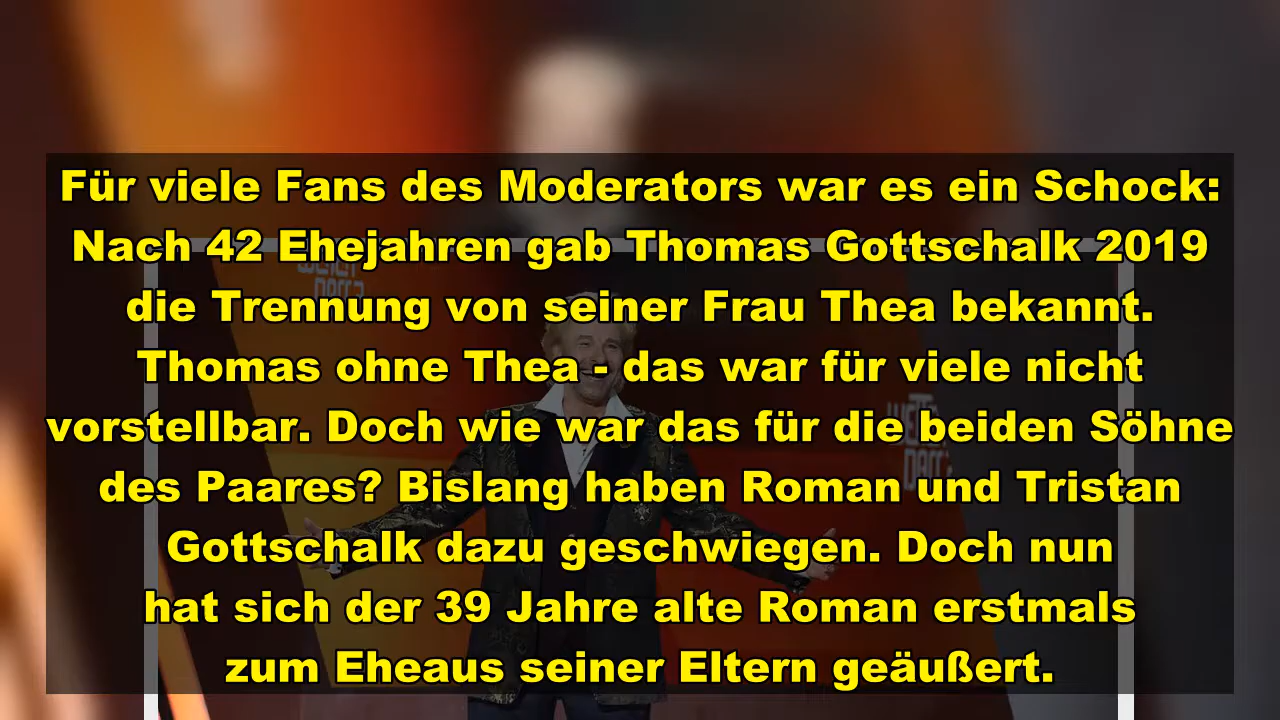 Für viele Fans des Moderators war es ein Schock:
Nach 42 Ehejahren gab Thomas Gottschalk 2019
die Trennung von seiner Frau Thea bekannt.
Thomas ohne Thea - das war für viele nicht
vorstellbar. Doch wie war das für die beiden Söhne
des Paares? Bislang haben Roman und Tristan
Gottschalk dazu geschwiegen. Doch nun
hat sich der 39 Jahre alte Roman erstmals
zum Eheaus seiner Eltern geäußert.